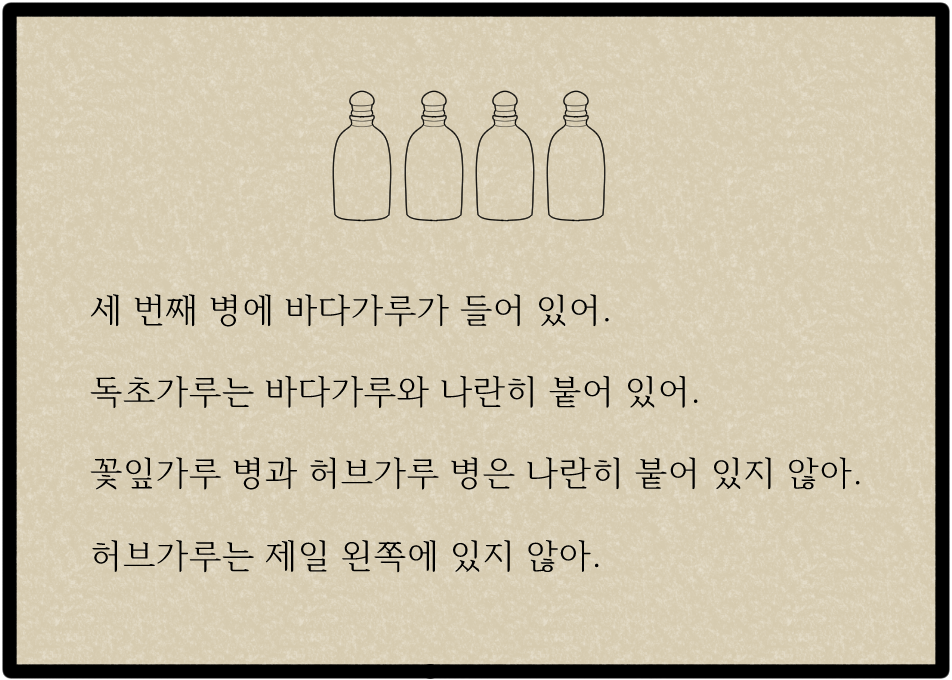 세 번째 병에 바다가루가 들어 있어.
독초가루는 바다가루와 나란히 붙어 있어.
꽃잎가루 병과 허브가루 병은 나란히 붙어 있지 않아.
허브가루는 제일 왼쪽에 있지 않아.